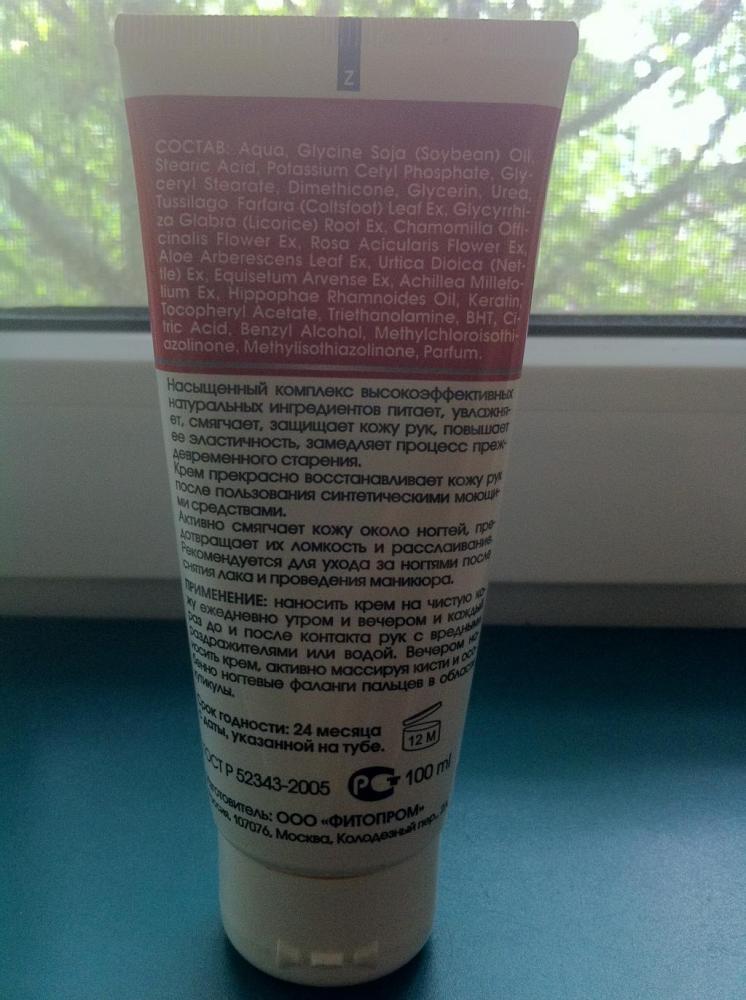 Z
СОСТАВ: Aqua, Glycine Soja (Soybean) Oil,
Stearic Acid, Potassium Cetyl Phosphate, Gly-
ceryl Stearate, Dimethicone, Glycerin, Urea,
Tussilago Farfara (Coltsfoot) Leaf Ex, Glycyrrhi-
za Glabra (Licorice) Root Ex, Chamomilla Offi-
cinalis Flower Ex, Rosa Acicularis Flower Ex,
Aloe Arberescens Leaf Ex, Urtica Dioica (Net-
tle) Ex, Equisetum Arvense Ex, Achillea Millefo-
lium Ex, Hippophae Rhamnoides Oil, Keratin,
Tocopheryl Acetate, Triethanolamine, BHT, Ci-
tric Acid, Benzyl Alcohol, Methylchloroisothi-
azolinone, Methylisothiazolinone, Parfum.
Насыщенный комплекс высокоэффективных
натуральных ингредиентов питает, увлажня-
ет, смягчает, защищает кожу рук, повышает
ее эластичность, замедляет процесс преж-
девременного старения.
Крем прекрасно восстанавливает кожу рук
после пользования синтетическими моющи-
ми средствами.
Активно смягчает кожу около ногтей, пре-
дотвращает их ломкость и расслаивание.
Рекомендуется для ухода за ногтями после
снятия лака и проведения маникюра.
ПРИМЕНЕНИЕ: наносить крем на чистую ко-
жу ежедневно утром и вечером и каждый
раз до и после контакта рук с вредными
раздражителями или водой. Вечером на-
носить крем, активно массируя кисти и осо-
бенно ногтевые фаланги пальцев в области
кутикулы.
Срок годности: 24 месяца
с даты, указанной на тубе.
12 M
ГОСТ Р 52343-2005
РСТ 100 ml
Изготовитель: ООО «ФИТОПРОМ»
Россия, 107076, Москва, Колодезный пер.,